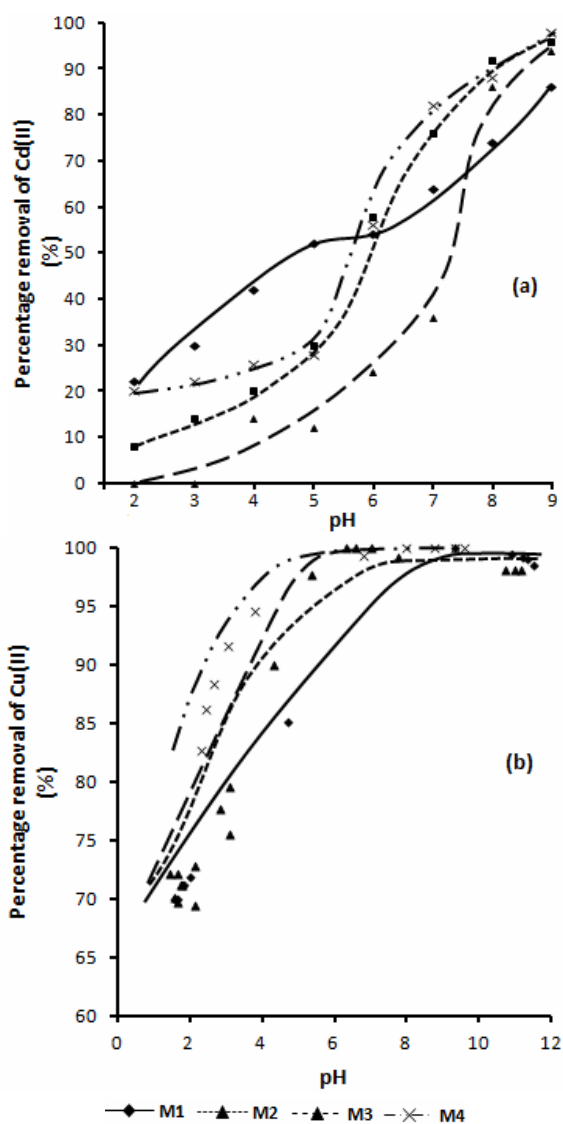 Percentage removal of Cd(II)
(%)
100
90
80
70
60
50
40
30
20
10
0
2 3 4 5 6 7 8 9
pH
(a)
Percentage removal of Cu(II)
(%)
100
95
90
85
80
75
70
65
60
0 2 4 6 8 10 12
pH
(b)
M1 M2 M3 M4